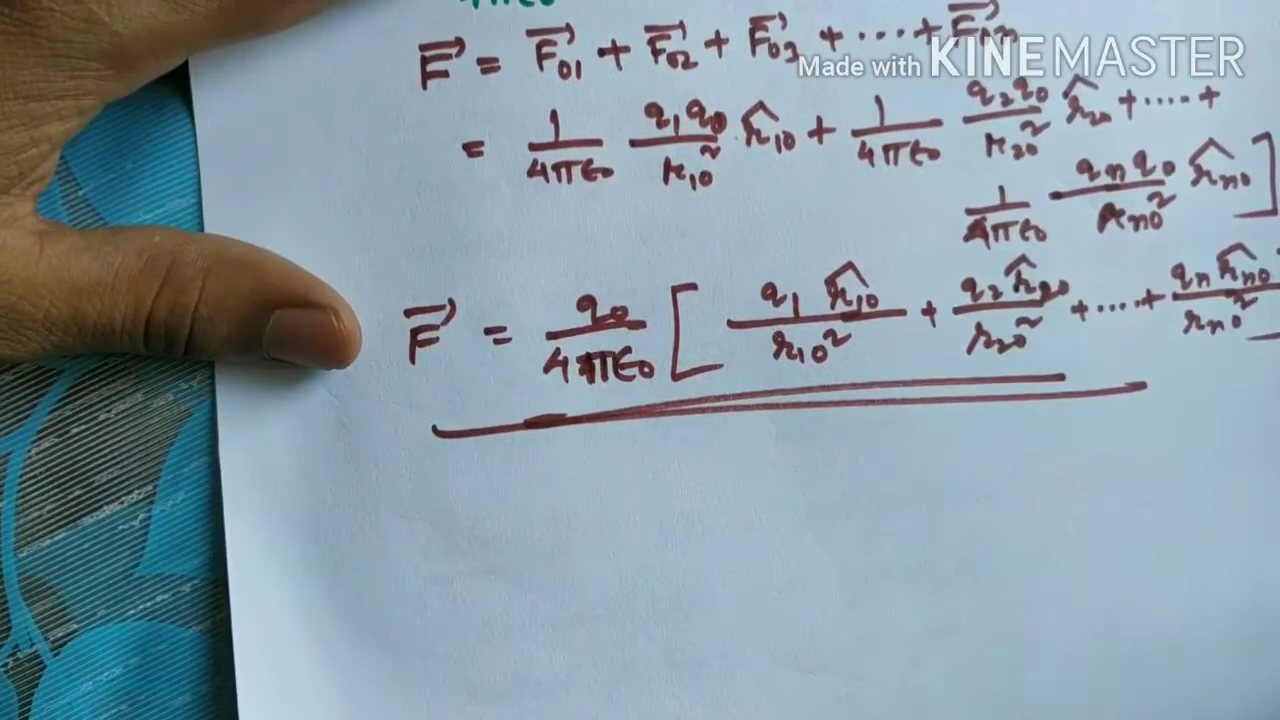 4πε₀
F⃗ = F⃗₀₁ + F⃗₀₂ + F⃗₀₃ + ···· + F⃗₀ₙ
Made with KINEMASTER
= 1/4πε₀ q₁q₀/r₁₀² r̂₁₀ + 1/4πε₀ q₂q₀/r₂₀² r̂₂₀ + ···· +
1/4πε₀ qₙq₀/rₙ₀² r̂ₙ₀ ]
F⃗ = q₀/4πε₀ [ q₁ r̂₁₀/r₁₀² + q₂ r̂₂₀/r₂₀² + ···· + qₙ r̂ₙ₀/rₙ₀² ]